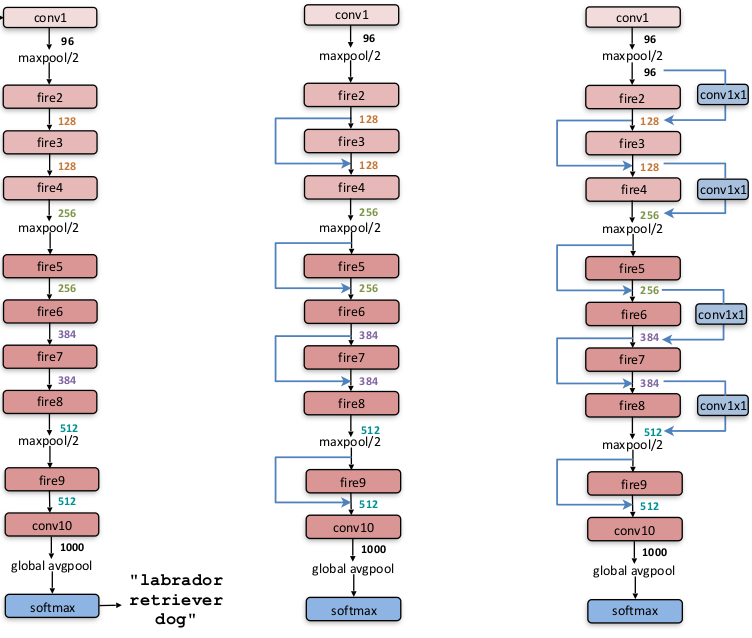 conv1
96
maxpool/2
fire2
128
fire3
128
fire4
256
maxpool/2
fire5
256
fire6
384
fire7
384
fire8
512
maxpool/2
fire9
512
conv10
1000
global avgpool
softmax
"labrador
retriever
dog"
conv1
96
maxpool/2
fire2
128
fire3
128
fire4
256
maxpool/2
fire5
256
fire6
384
fire7
384
fire8
512
maxpool/2
fire9
512
conv10
1000
global avgpool
softmax
conv1
96
maxpool/2
96
conv1x1
fire2
128
fire3
128
conv1x1
fire4
256
maxpool/2
fire5
256
conv1x1
fire6
384
fire7
384
conv1x1
fire8
512
maxpool/2
fire9
512
conv10
1000
global avgpool
softmax